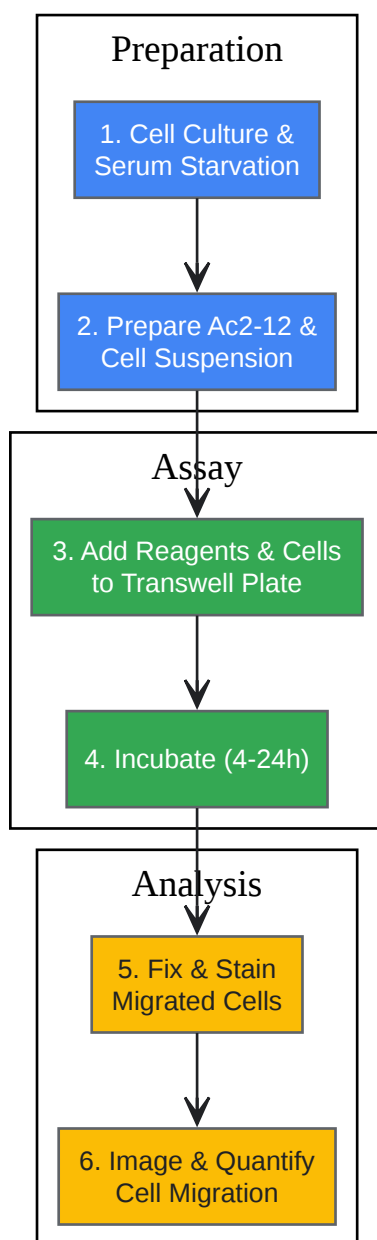 Preparation
1. Cell Culture &
Serum Starvation
2. Prepare Ac2-12 &
Cell Suspension
Assay
3. Add Reagents & Cells
to Transwell Plate
4. Incubate (4-24h)
Analysis
5. Fix & Stain
Migrated Cells
6. Image & Quantify
Cell Migration